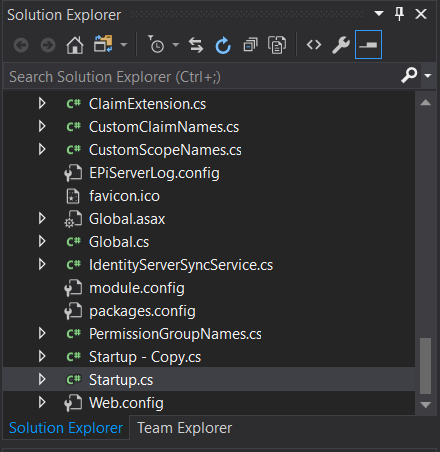 Solution Explorer
Search Solution Explorer (Ctrl+;)
C# ClaimExtension.cs
C# CustomClaimNames.cs
C# CustomScopeNames.cs
EPiServerLog.config
favicon.ico
Global.asax
C# Global.cs
C# IdentityServerSyncService.cs
module.config
packages.config
C# PermissionGroupNames.cs
C# Startup - Copy.cs
C# Startup.cs
Web.config
Solution Explorer Team Explorer